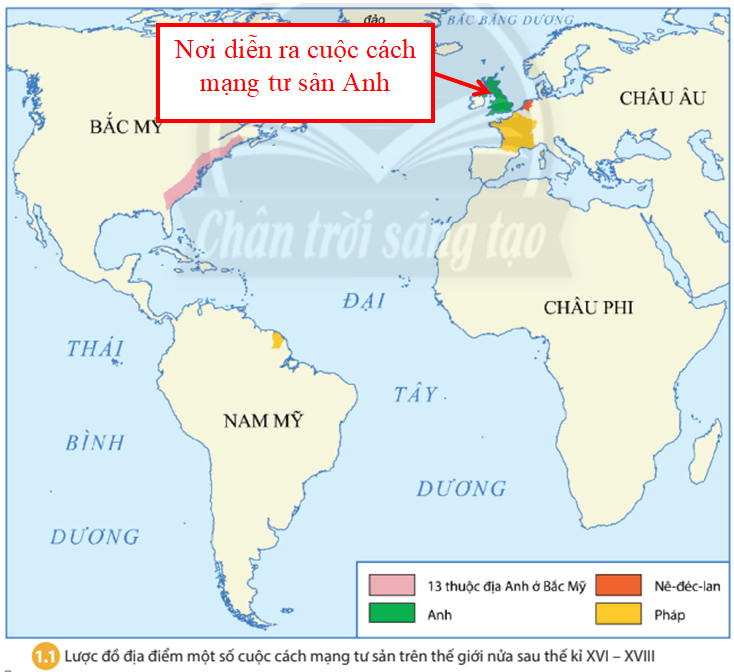 đảo
BẮC BĂNG DƯƠNG
Nơi diễn ra cuộc cách
mạng tư sản Anh
CHÂU ÂU
BẮC MỸ
Chân trời sáng tạo
ĐẠI
CHÂU PHI
THÁI
TÂY
NAM MỸ
BÌNH
DƯƠNG
DƯƠNG
13 thuộc địa Anh ở Bắc Mỹ
Nê-đéc-lan
Anh
Pháp
1.1 Lược đồ địa điểm một số cuộc cách mạng tư sản trên thế giới nửa sau thế kỉ XVI – XVIII